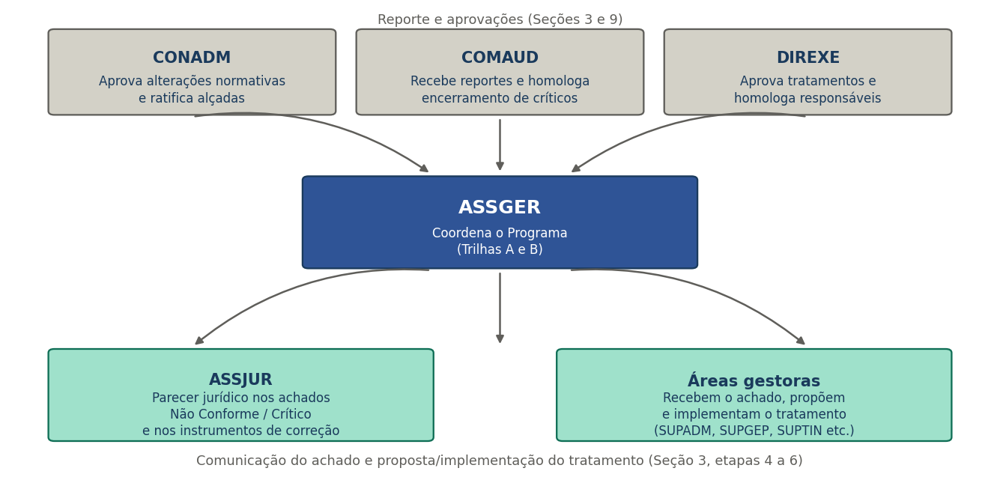 Reporte e aprovações (Seções 3 e 9)
CONADM
Aprova alterações normativas
e ratifica alçadas
COMAUD
Recebe reportes e homologa
encerramento de críticos
DIREXE
Aprova tratamentos e
homologa responsáveis
ASSGER
Coordena o Programa
(Trilhas A e B)
ASSJUR
Parecer jurídico nos achados
Não Conforme / Crítico
e nos instrumentos de correção
Áreas gestoras
Recebem o achado, propõem
e implementam o tratamento
(SUPADM, SUPGEP, SUPTIN etc.)
Comunicação do achado e proposta/implementação do tratamento (Seção 3, etapas 4 a 6)